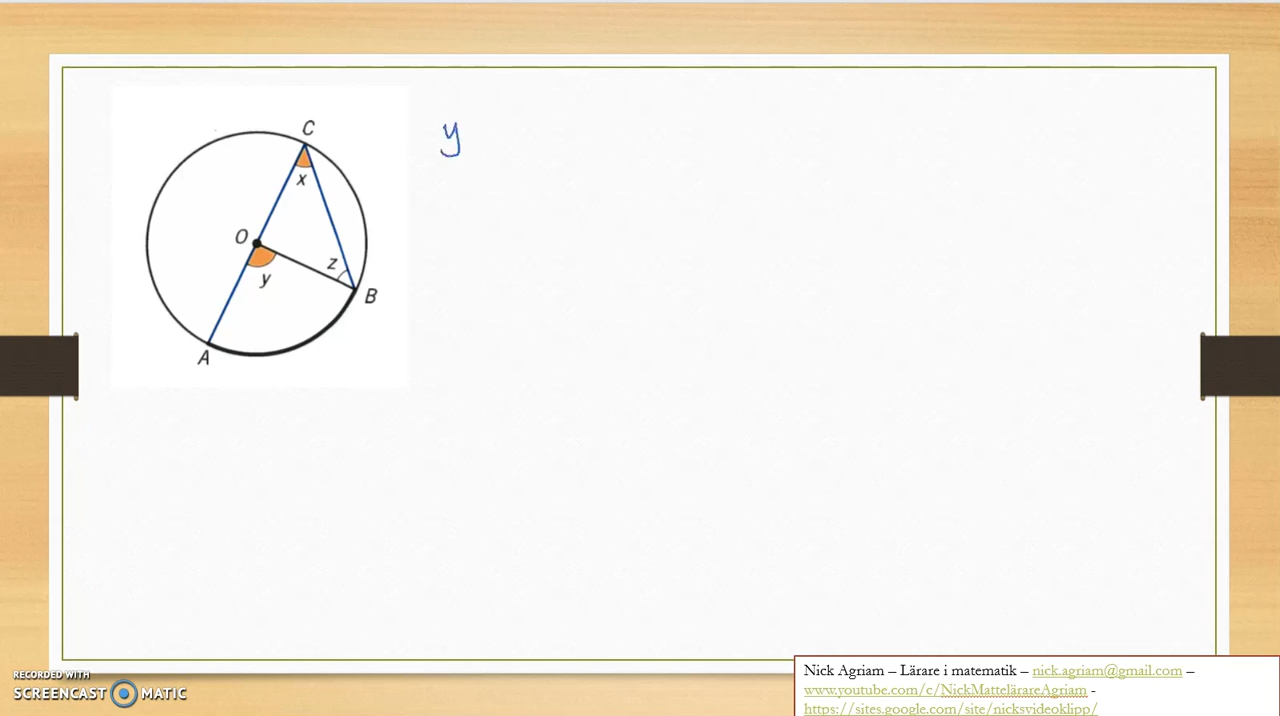 C
y
x
O
z
y
B
A
RECORDED WITH
SCREENCAST MATIC
Nick Agriam – Lärare i matematik – nick.agriam@gmail.com –
www.youtube.com/c/NickMattelärareAgriam -
https://sites.google.com/site/nicksvideoklipp/